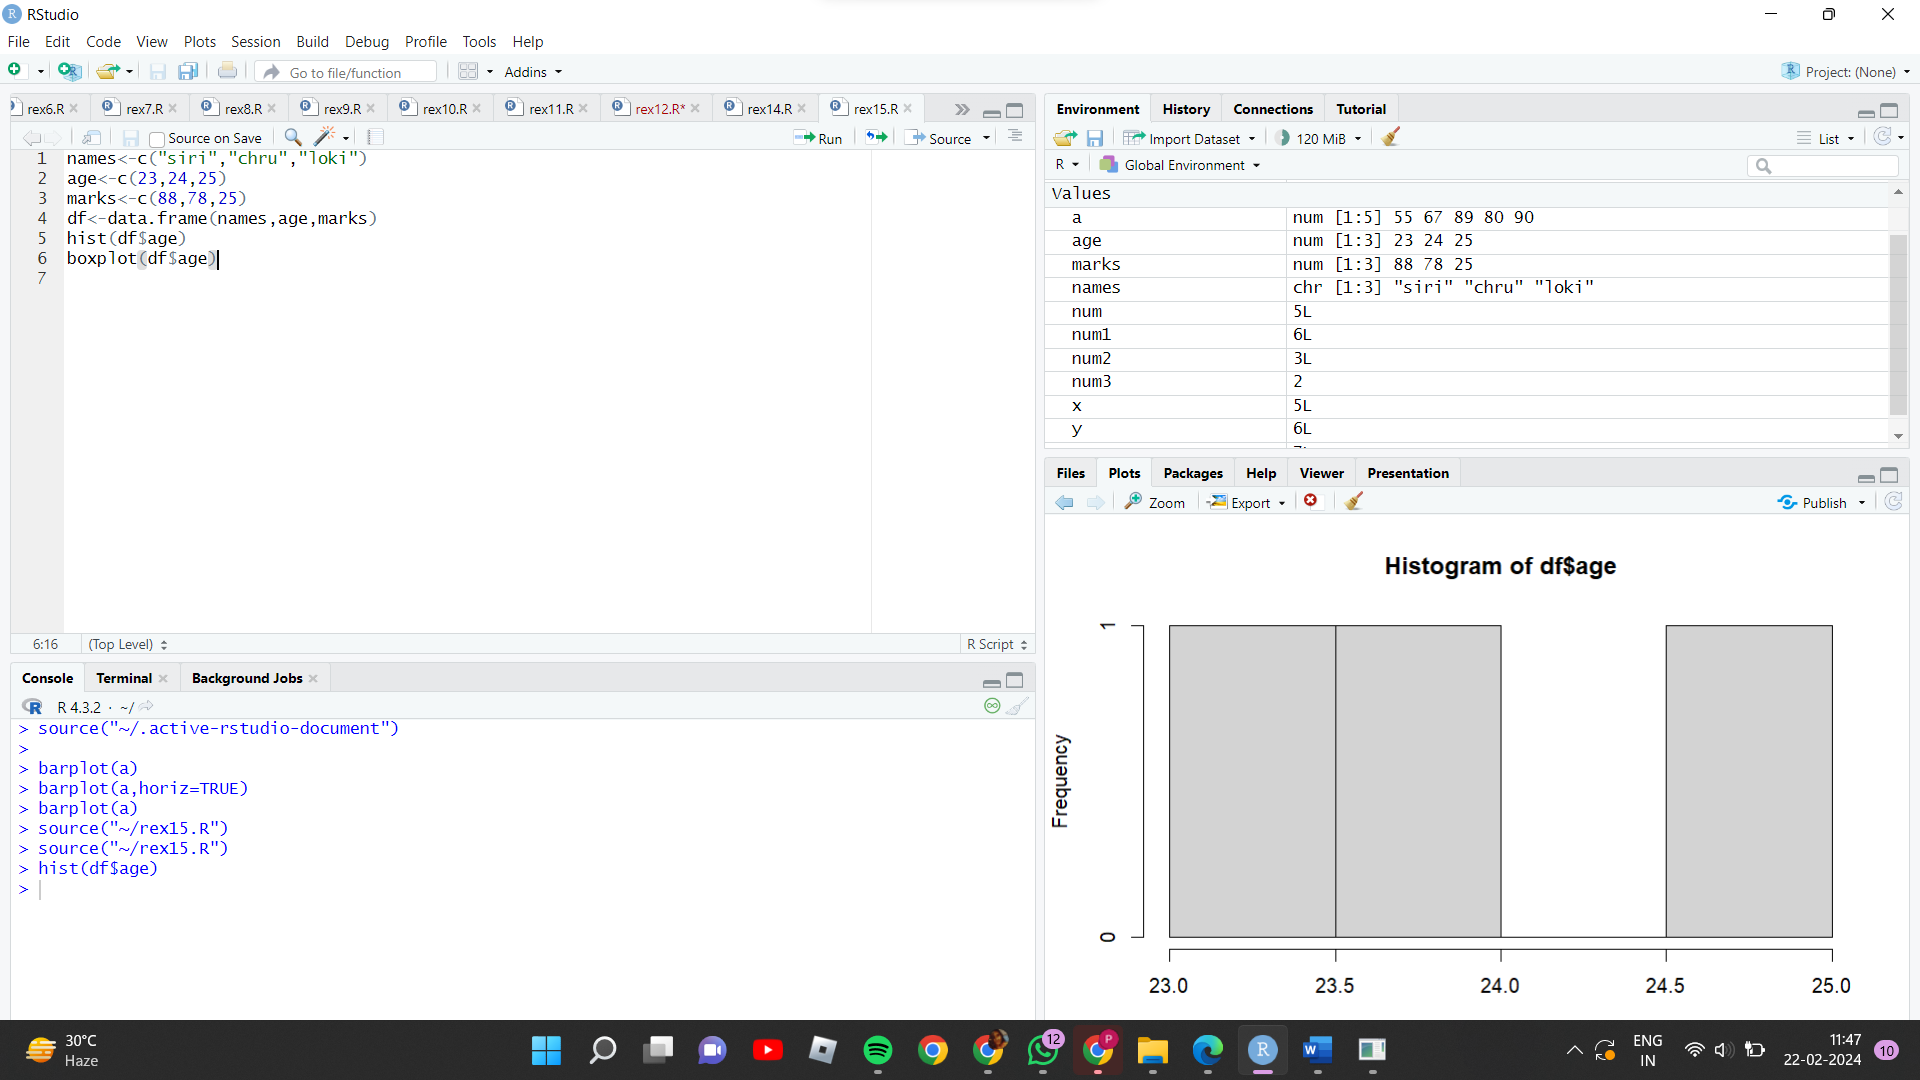 RStudio
File Edit Code View Plots Session Build Debug Profile Tools Help
Go to file/function Addins Project: (None)
rex6.R rex7.R rex8.R rex9.R rex10.R rex11.R rex12.R* rex14.R rex15.R
Source on Save Run Source
1 names<-c("siri","chru","loki")
2 age<-c(23,24,25)
3 marks<-c(88,78,25)
4 df<-data.frame(names,age,marks)
5 hist(df$age)
6 boxplot(df$age)
7
6:16 (Top Level) R Script
Console Terminal Background Jobs
R 4.3.2 · ~/
> source("~/.active-rstudio-document")
>
> barplot(a)
> barplot(a,horiz=TRUE)
> barplot(a)
> source("~/rex15.R")
> source("~/rex15.R")
> hist(df$age)
>
Environment History Connections Tutorial
Import Dataset 120 MiB List
R Global Environment
Values
a num [1:5] 55 67 89 80 90
age num [1:3] 23 24 25
marks num [1:3] 88 78 25
names chr [1:3] "siri" "chru" "loki"
num 5L
num1 6L
num2 3L
num3 2
x 5L
y 6L
Files Plots Packages Help Viewer Presentation
Zoom Export Publish
Histogram of df$age
Frequency
1
0
23.0 23.5 24.0 24.5 25.0
30°C
Haze
12
P
ENG
IN
11:47
22-02-2024
10